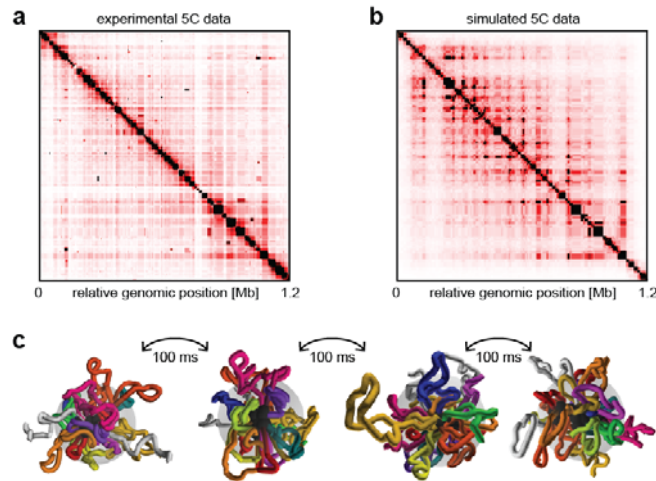 a
experimental 5C data
b
simulated 5C data
0
relative genomic position [Mb]
1.2
0
relative genomic position [Mb]
1.2
c
100 ms
100 ms
100 ms